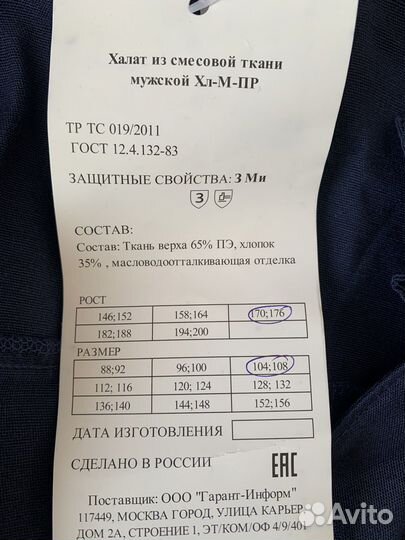 Халат из смесовой ткани
мужской Хл-М-ПР
ТР ТС 019/2011
ГОСТ 12.4.132-83
ЗАЩИТНЫЕ СВОЙСТВА: З Ми
З
СОСТАВ:
Состав: Ткань верха 65% ПЭ, хлопок
35% , масловодоотталкивающая отделка
РОСТ
146;152 158;164 170;176
182;188 194;200
РАЗМЕР
88;92 96;100 104;108
112; 116 120; 124 128; 132
136;140 144;148 152;156
ДАТА ИЗГОТОВЛЕНИЯ
СДЕЛАНО В РОССИИ EAC
Поставщик: ООО "Гарант-Информ"
117449, МОСКВА ГОРОД, УЛИЦА КАРЬЕР
ДОМ 2А, СТРОЕНИЕ 1, ЭТ/КОМ/ОФ 4/9/401
Avito